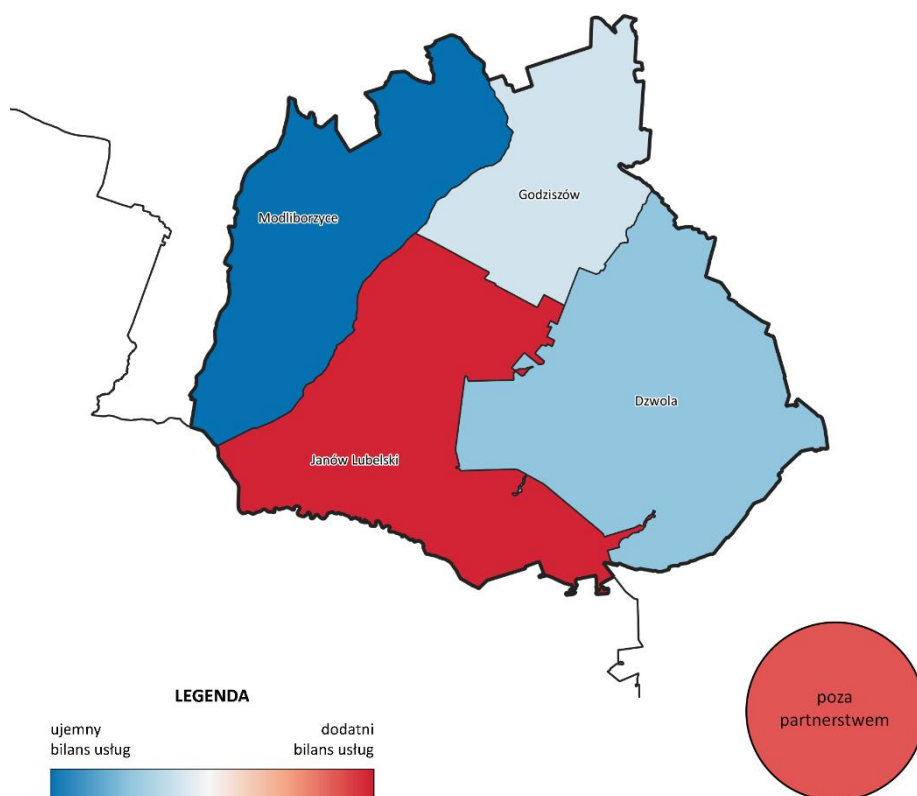 Godziszów
Modliborzyce
Dzwola
Janów Lubelski
LEGENDA
ujemny
bilans usług
dodatni
bilans usług
poza
partnerstwem